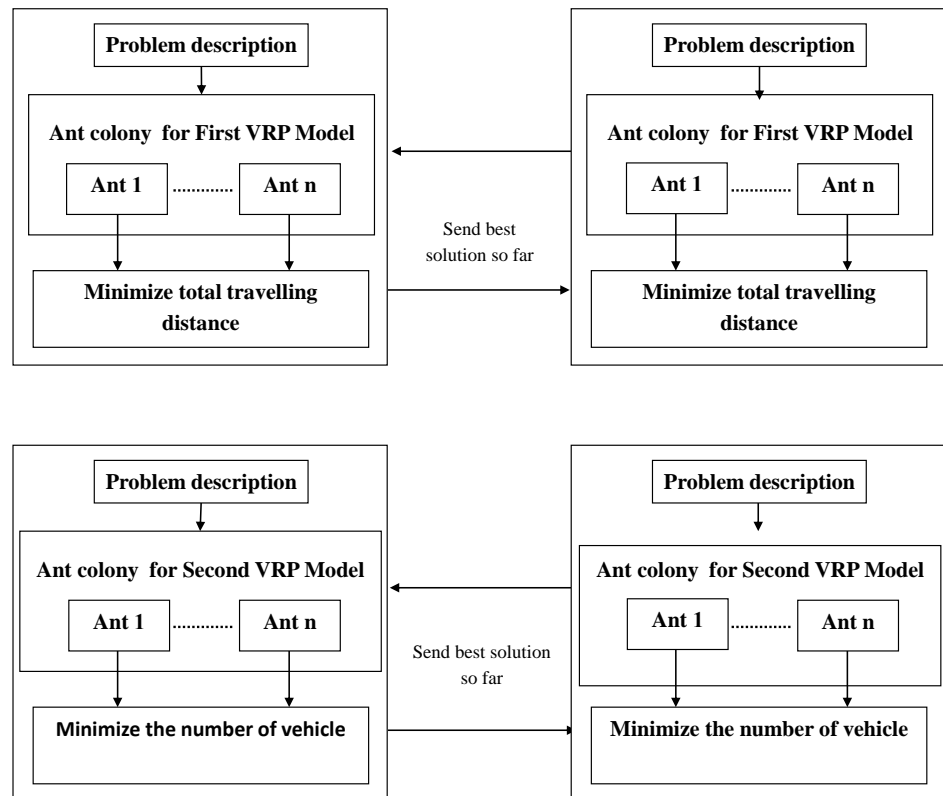 Problem description
Ant colony for First VRP Model
Ant 1 ............. Ant n
Minimize total travelling
distance
Send best
solution so far
Problem description
Ant colony for First VRP Model
Ant 1 ............. Ant n
Minimize total travelling
distance
Problem description
Ant colony for Second VRP Model
Ant 1 ............. Ant n
Minimize the number of vehicle
Send best solution
so far
Problem description
Ant colony for Second VRP Model
Ant 1 ............. Ant n
Minimize the number of vehicle